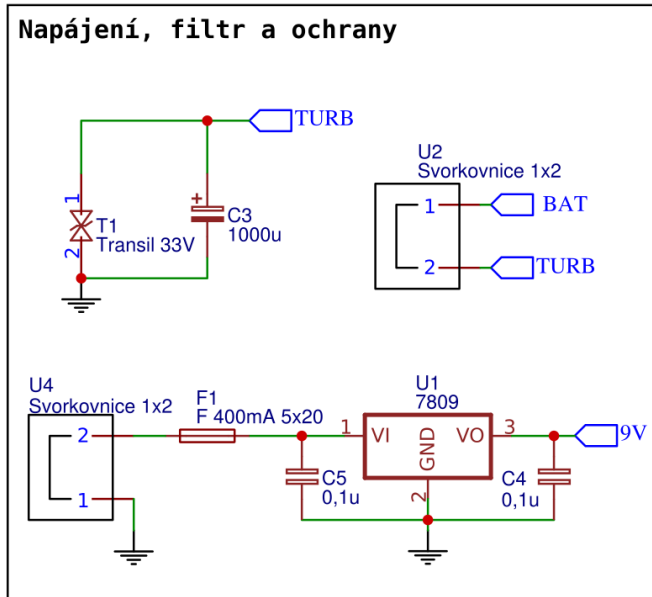 Napájení, filtr a ochrany
TURB
1
2
T1
Transil 33V
+
C3
1000u
U2
Svorkovnice 1x2
1
BAT
2
TURB
U4
Svorkovnice 1x2
2
1
F1
F 400mA 5x20
C5
0,1u
U1
7809
1
VI
GND
VO
3
2
9V
C4
0,1u